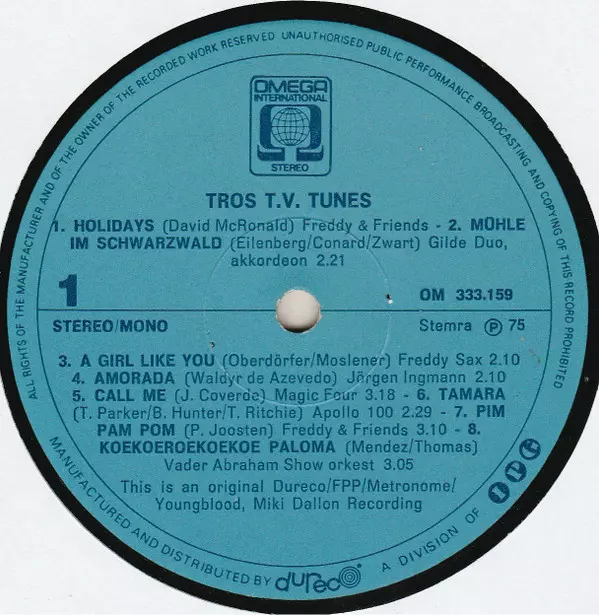 ALL RIGHTS OF THE MANUFACTURER AND OF THE OWNER OF THE RECORDED WORK RESERVED UNAUTHORISED PUBLIC PERFORMANCE BROADCASTING AND COPYING OF THIS RECORD PROHIBITED
OMEGA
INTERNATIONAL
STEREO
TROS T.V. TUNES
1. HOLIDAYS (David McRonald) Freddy & Friends - 2. MÜHLE
IM SCHWARZWALD (Eilenberg/Conard/Zwart) Gilde Duo,
akkordeon 2.21
1
OM 333.159
STEREO/MONO
Stemra Ⓟ 75
3. A GIRL LIKE YOU (Oberdörfer/Moslener) Freddy Sax 2.10
4. AMORADA (Waldyr de Azevedo) Jörgen Ingmann 2.10
5. CALL ME (J. Coverde) Magic Four 3.18 - 6. TAMARA
(T. Parker/B. Hunter/T. Ritchie) Apollo 100 2.29 - 7. PIM
PAM POM (P. Joosten) Freddy & Friends 3.10 - 8.
KOEKOEROEKOEKOE PALOMA (Mendez/Thomas)
Vader Abraham Show orkest 3.05
This is an original Dureco/FPP/Metronome/
Youngblood, Miki Dallon Recording
MANUFACTURED AND DISTRIBUTED BY dureco
A DIVISION OF